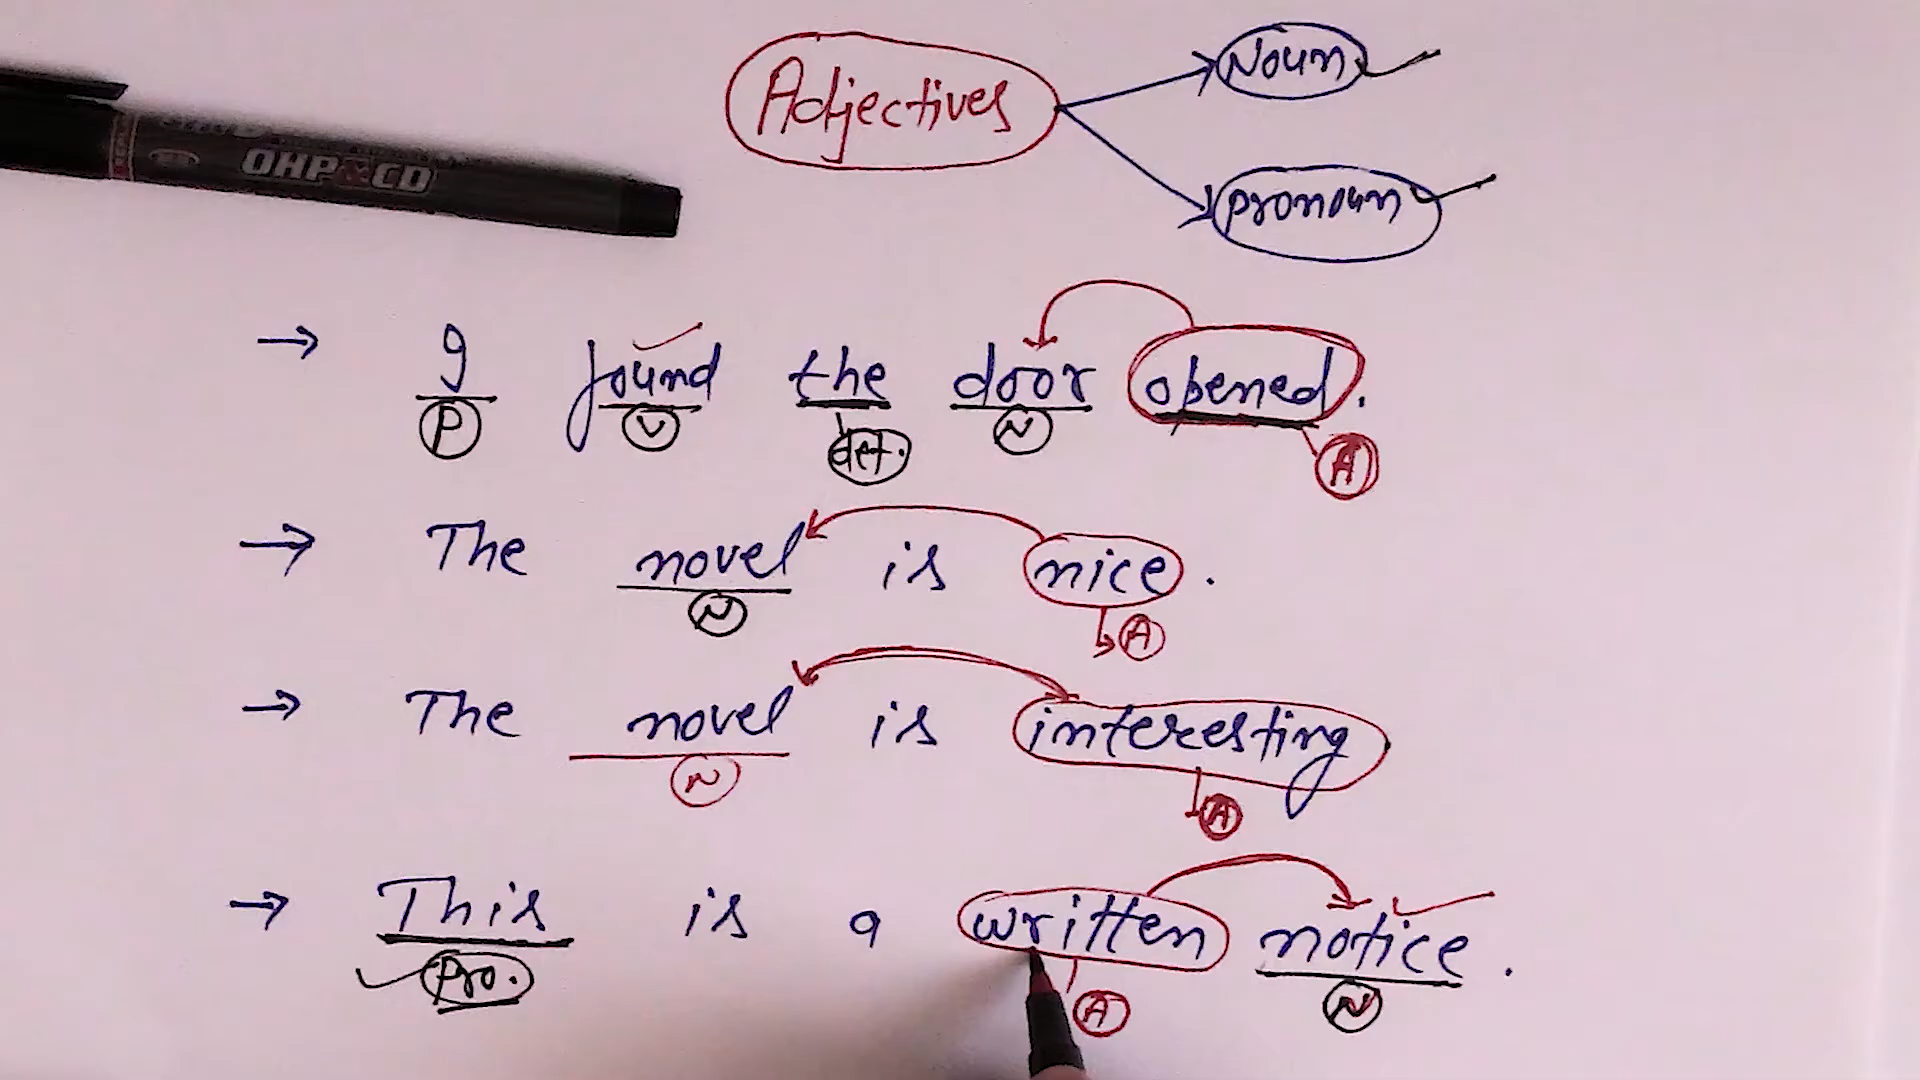 Adjectives Noun
pronoun
OHP CD
→ I found the door opened.
P V det. N A
→ The novel is nice.
N A
→ The novel is interesting
N A
→ This is a written notice.
Pro. A N